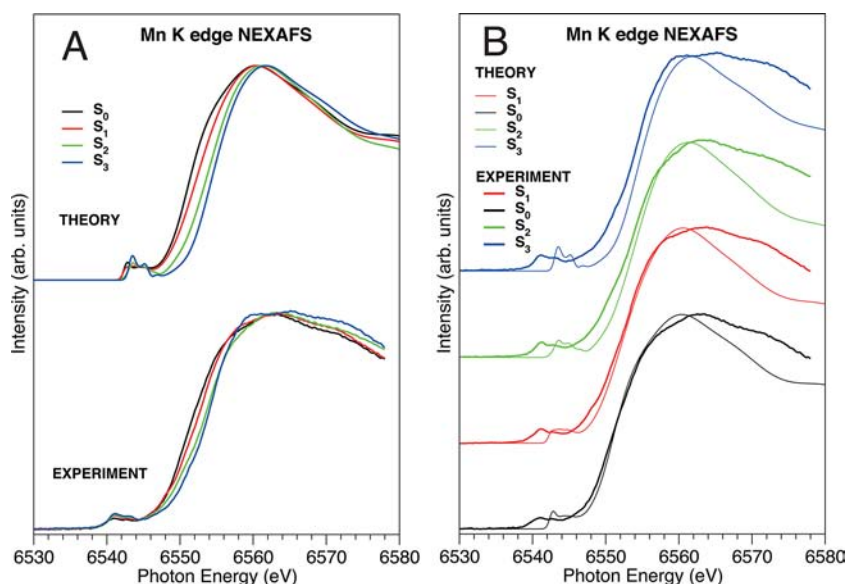 A
Mn K edge NEXAFS
S0
S1
S2
S3
THEORY
EXPERIMENT
Intensity (arb. units)
6530 6540 6550 6560 6570 6580
Photon Energy (eV)
B
Mn K edge NEXAFS
THEORY
S1
S0
S2
S3
EXPERIMENT
S1
S0
S2
S3
Intensity (arb. units)
6530 6540 6550 6560 6570 6580
Photon Energy (eV)